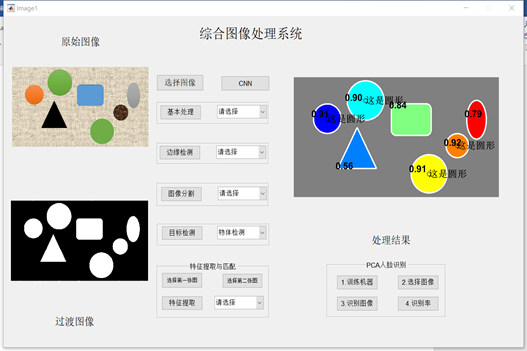 Image1
综合图像处理系统
原始图像
选择图像
CNN
基本处理
请选择
边缘检测
请选择
图像分割
请选择
目标检测
物体检测
特征提取与匹配
选择第一张图
选择第二张图
特征提取
请选择
过渡图像
0.90
这是圆形
0.84
0.79
0.91
这是圆形
0.92
这是圆形
0.56
0.91
这是圆形
处理结果
PCA人脸识别
1.训练机器
2.选择图像
3.识别图像
4.识别率